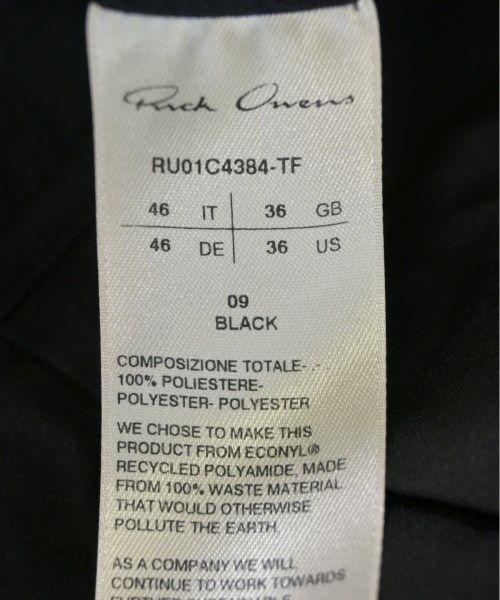 Rick Owens
RU01C4384-TF
46 IT 36 GB
46 DE 36 US
09
BLACK
COMPOSIZIONE TOTALE- .-.
100% POLIESTERE-
POLYESTER- POLYESTER
WE CHOSE TO MAKE THIS
PRODUCT FROM ECONYL®
RECYCLED POLYAMIDE, MADE
FROM 100% WASTE MATERIAL
THAT WOULD OTHERWISE
POLLUTE THE EARTH
AS A COMPANY WE WILL
CONTINUE TO WORK TOWARDS